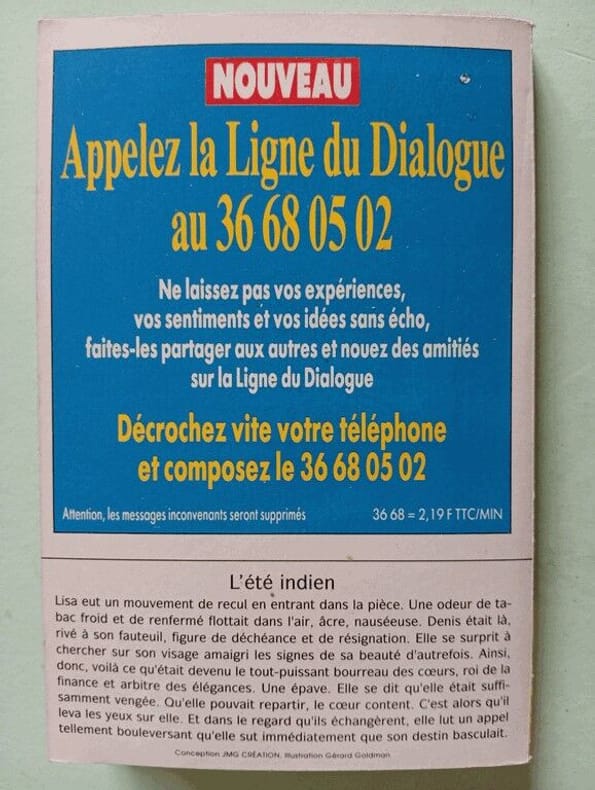 NOUVEAU
Appelez la Ligne du Dialogue
au 36 68 05 02
Ne laissez pas vos expériences,
vos sentiments et vos idées sans écho,
faites-les partager aux autres et nouez des amitiés
sur la Ligne du Dialogue
Décrochez vite votre téléphone
et composez le 36 68 05 02
Attention, les messages inconvenants seront supprimés 36 68 = 2,19 F TTC/MIN
L'été indien
Lisa eut un mouvement de recul en entrant dans la pièce. Une odeur de ta-
bac froid et de renfermé flottait dans l'air, âcre, nauséeuse. Denis était là,
rivé à son fauteuil, figure de déchéance et de résignation. Elle se surprit à
chercher sur son visage amaigri les signes de sa beauté d'autrefois. Ainsi,
donc, voilà ce qu'était devenu le tout-puissant bourreau des cœurs, roi de la
finance et arbitre des élégances. Une épave. Elle se dit qu'elle était suffi-
samment vengée. Qu'elle pouvait repartir, le cœur content. C'est alors qu'il
leva les yeux sur elle. Et dans le regard qu'ils échangèrent, elle lut un appel
tellement bouleversant qu'elle sut immédiatement que son destin basculait.
Conception JMG CRÉATION, Illustration Gérard Goldman